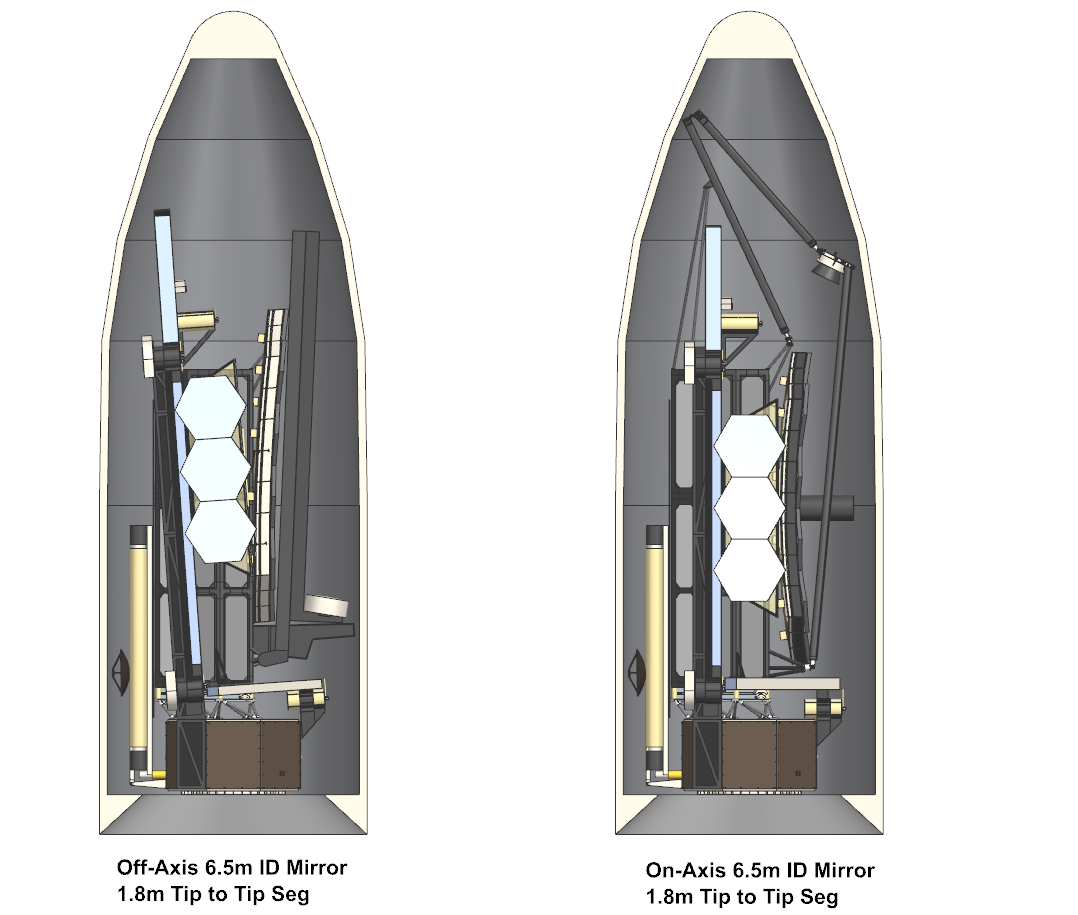 Off-Axis 6.5m ID Mirror
1.8m Tip to Tip Seg
On-Axis 6.5m ID Mirror
1.8m Tip to Tip Seg